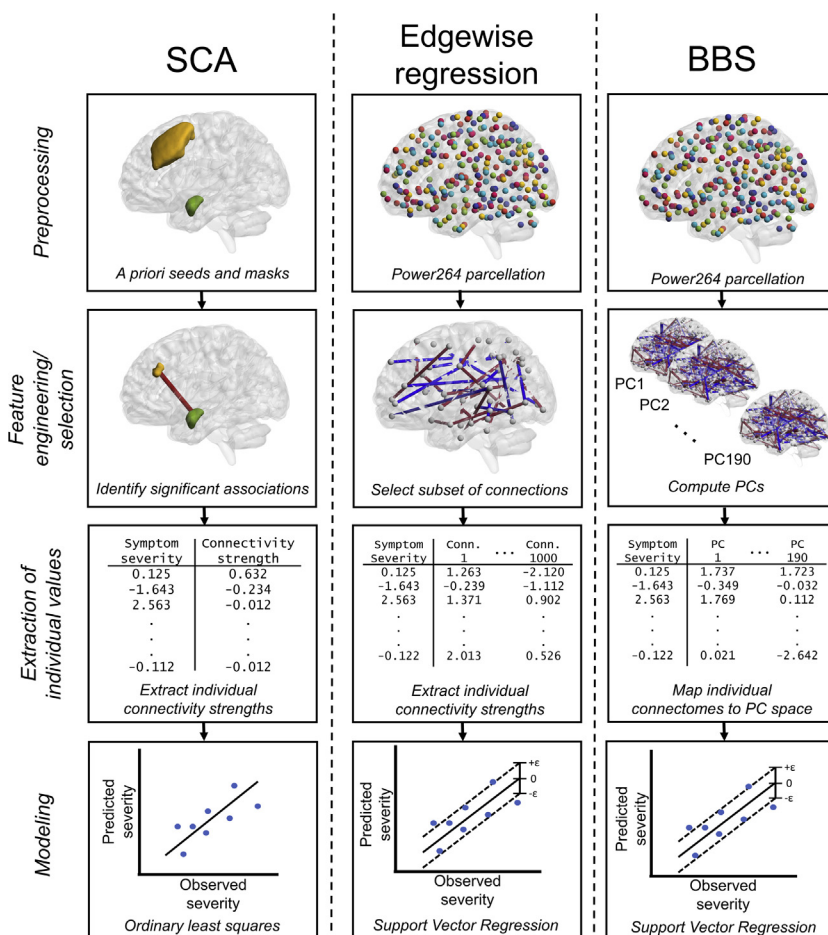 SCA
Edgewise
regression
BBS
Preprocessing
A priori seeds and masks
Power264 parcellation
Power264 parcellation
Feature
engineering/
selection
Identify significant associations
Select subset of connections
PC1
PC2
PC190
Compute PCs
Extraction of
individual values
Symptom Connectivity
severity strength
0.125 0.632
-1.643 -0.234
2.563 -0.012
.
.
.
-0.112 -0.012
Extract individual
connectivity strengths
Symptom Conn. ... Conn.
Severity 1 1000
0.125 1.263 -2.120
-1.643 -0.239 -1.112
2.563 1.371 0.902
. . .
. . .
. . .
-0.122 2.013 0.526
Extract individual
connectivity strengths
Symptom PC ... PC
Severity 1 190
0.125 1.737 1.723
-1.643 -0.349 -0.032
2.563 1.769 0.112
. . .
. . .
. . .
-0.122 0.021 -2.642
Map individual
connectomes to PC space
Modeling
Predicted
severity
Observed
severity
Ordinary least squares
Predicted
severity
+ε
0
-ε
Observed
severity
Support Vector Regression
Predicted
severity
+ε
0
-ε
Observed
severity
Support Vector Regression